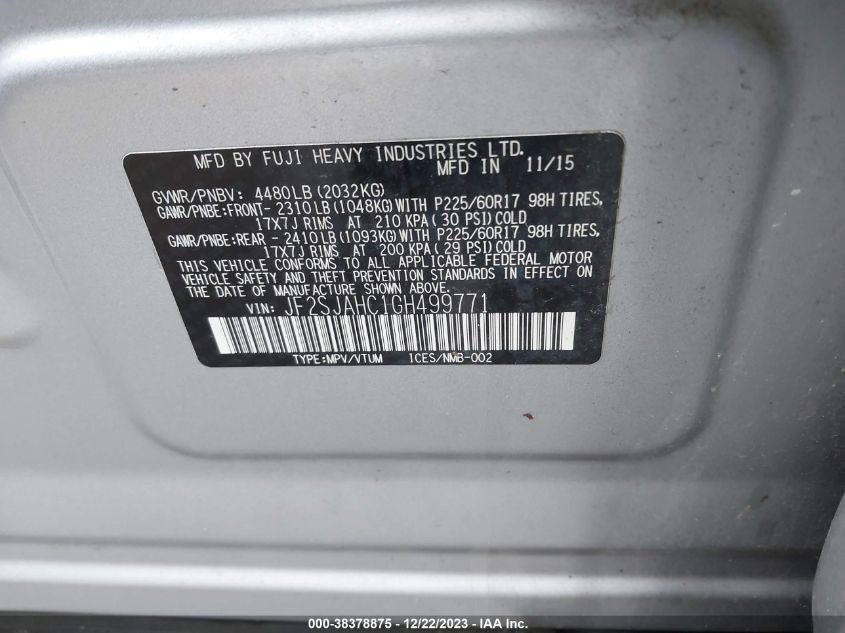 MFD BY FUJI HEAVY INDUSTRIES LTD.
MFD IN 11/15
GVWR/PNBV: 4480LB(2032KG)
GAWR/PNBE:FRONT- 2310LB(1048KG)WITH P225/60R17 98H TIRES,
17X7J RIMS AT 210 KPA(30 PSI)COLD
GAWR/PNBE:REAR - 2410LB(1093KG)WITH P225/60R17 98H TIRES,
17X7J RIMS AT 200 KPA(29 PSI)COLD
THIS VEHICLE CONFORMS TO ALL APPLICABLE FEDERAL MOTOR
VEHICLE SAFETY AND THEFT PREVENTION STANDARDS IN EFFECT ON
THE DATE OF MANUFACTURE SHOWN ABOVE.
VIN: JF2SJAHC1GH499771
TYPE:MPV/VTUM ICES/NMB-002
000-38378875 - 12/22/2023 - IAA Inc.